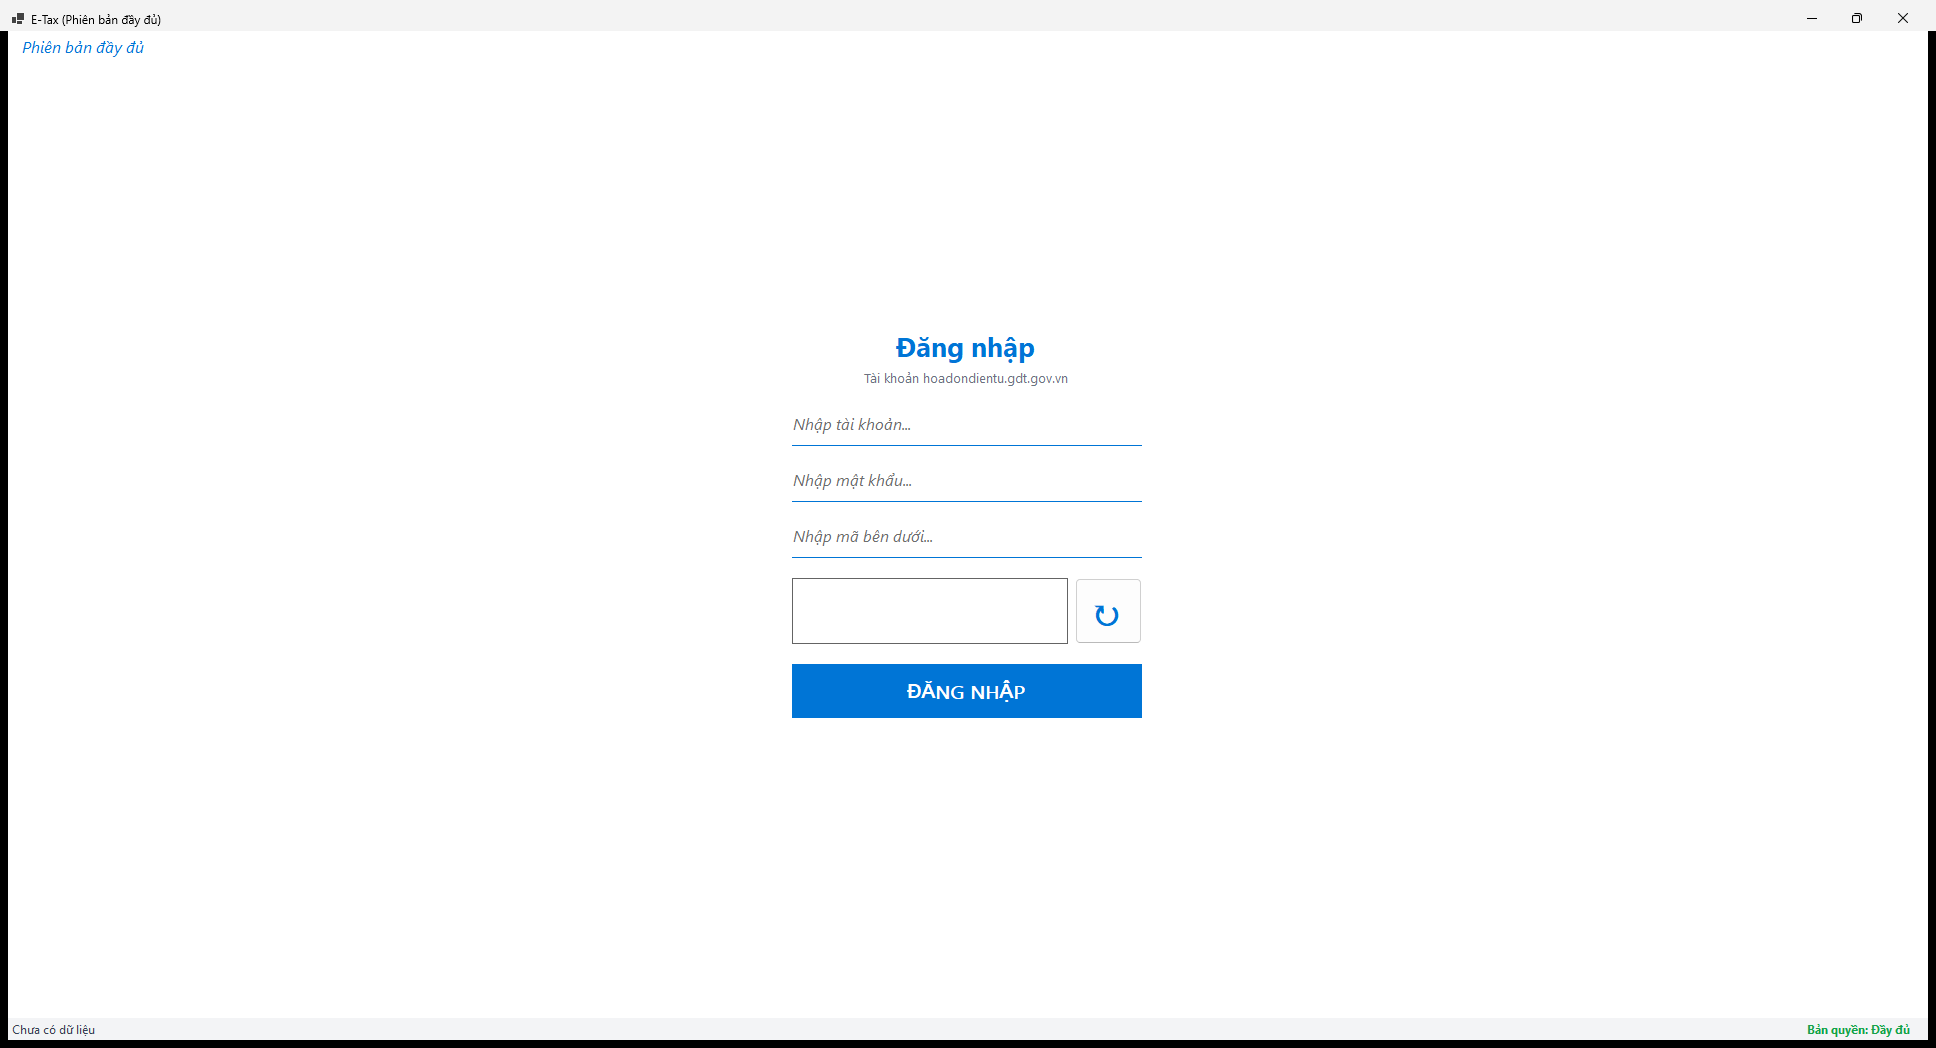 E-Tax (Phiên bản đầy đủ)
Phiên bản đầy đủ
Đăng nhập
Tài khoản hoadondientu.gdt.gov.vn
Nhập tài khoản...
Nhập mật khẩu...
Nhập mã bên dưới...
ĐĂNG NHẬP
Chưa có dữ liệu
Bản quyền: Đầy đủ